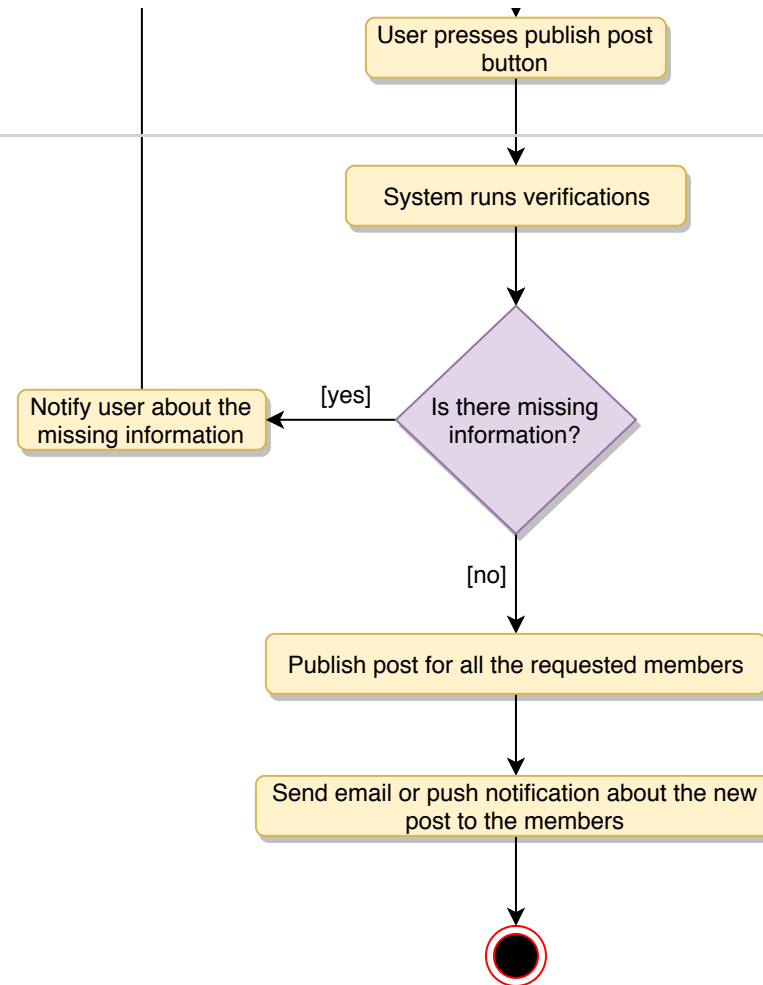 User presses publish post
button
System runs verifications
[yes]
Is there missing
information?
Notify user about the
missing information
[no]
Publish post for all the requested members
Send email or push notification about the new
post to the members